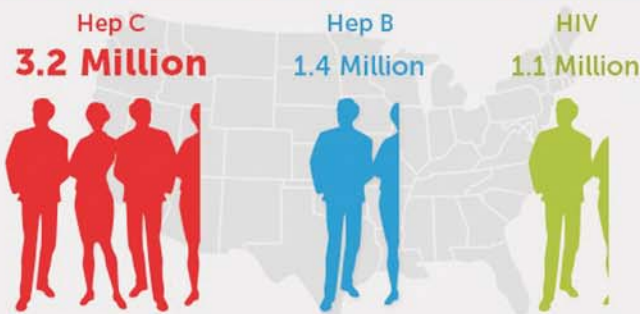 Hep C
3.2 Million
Hep B
1.4 Million
HIV
1.1 Million